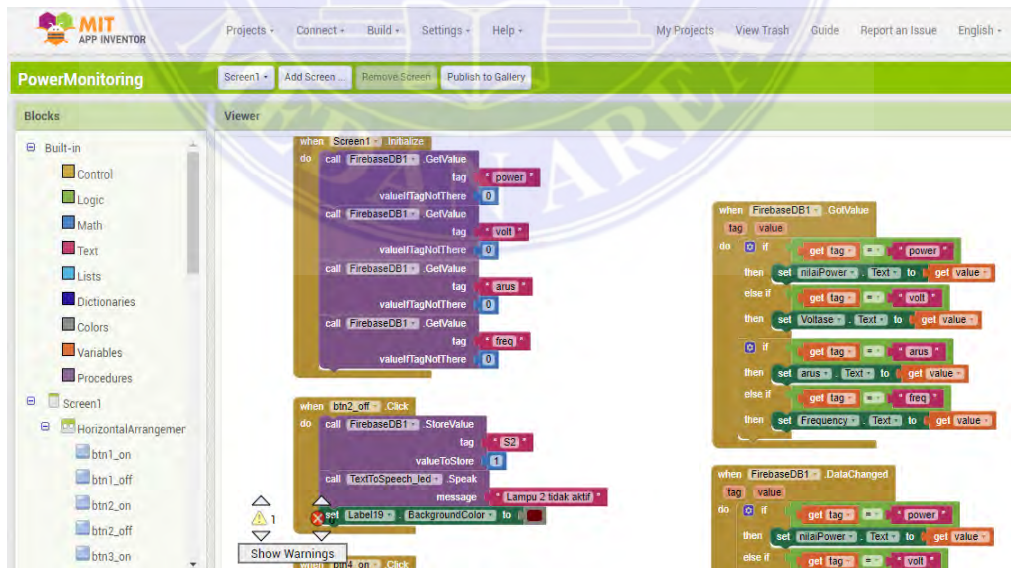 MIT
APP INVENTOR
Projects
Connect
Build
Settings
Help
My Projects
View Trash
Guide
Report an Issue
English
PowerMonitoring
Screen1
Add Screen ...
Remove Screen
Publish to Gallery
Blocks
Viewer
Built-in
Control
Logic
Math
Text
Lists
Dictionaries
Colors
Variables
Procedures
Screen1
HorizontalArrangemer
btn1_on
btn1_off
btn2_on
btn2_off
btn3_on
when Screen1 . Initialize
do call FirebaseDB1 . GetValue
tag " power "
valueIfTagNotThere 0
call FirebaseDB1 . GetValue
tag " volt "
valueIfTagNotThere 0
call FirebaseDB1 . GetValue
tag " arus "
valueIfTagNotThere 0
call FirebaseDB1 . GetValue
tag " freq "
valueIfTagNotThere 0
when btn2_off . Click
do call FirebaseDB1 . StoreValue
tag " S2 "
valueToStore 1
call TextToSpeech_led . Speak
message " Lampu 2 tidak aktif "
set Label19 . BackgroundColor to
1
Show Warnings
when btn4_on . Click
when FirebaseDB1 . GotValue
tag value
do if get tag = " power "
then set nilaiPower . Text to get value
else if get tag = " volt "
then set Voltase . Text to get value
if get tag = " arus "
then set arus . Text to get value
else if get tag = " freq "
then set Frequency . Text to get value
when FirebaseDB1 . DataChanged
tag value
do if get tag = " power "
then set nilaiPower . Text to get value
else if get tag = " volt "
MEDAN AREA